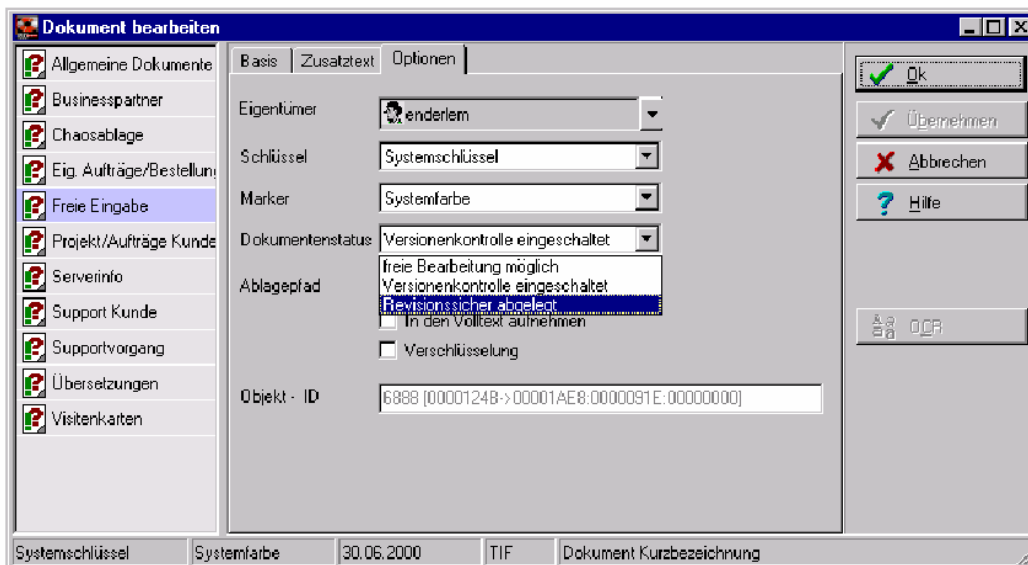 Dokument bearbeiten
Allgemeine Dokumente
Businesspartner
Chaosablage
Eig. Aufträge/Bestellun
Freie Eingabe
Projekt/Aufträge Kunde
Serverinfo
Support Kunde
Supportvorgang
Übersetzungen
Visitenkarten
Basis Zusatztext Optionen
Eigentümer enderlem
Schlüssel Systemschlüssel
Marker Systemfarbe
Dokumentenstatus Versionenkontrolle eingeschaltet
freie Bearbeitung möglich
Versionenkontrolle eingeschaltet
Revisionssicher abgelegt
Ablagepfad
In den Volltext aufnehmen
Verschlüsselung
Objekt - ID 6888 [0000124B->00001AE8:0000091E:00000000]
Ok
Übernehmen
Abbrechen
Hilfe
OCR
Systemschlüssel Systemfarbe 30.06.2000 TIF Dokument Kurzbezeichnung